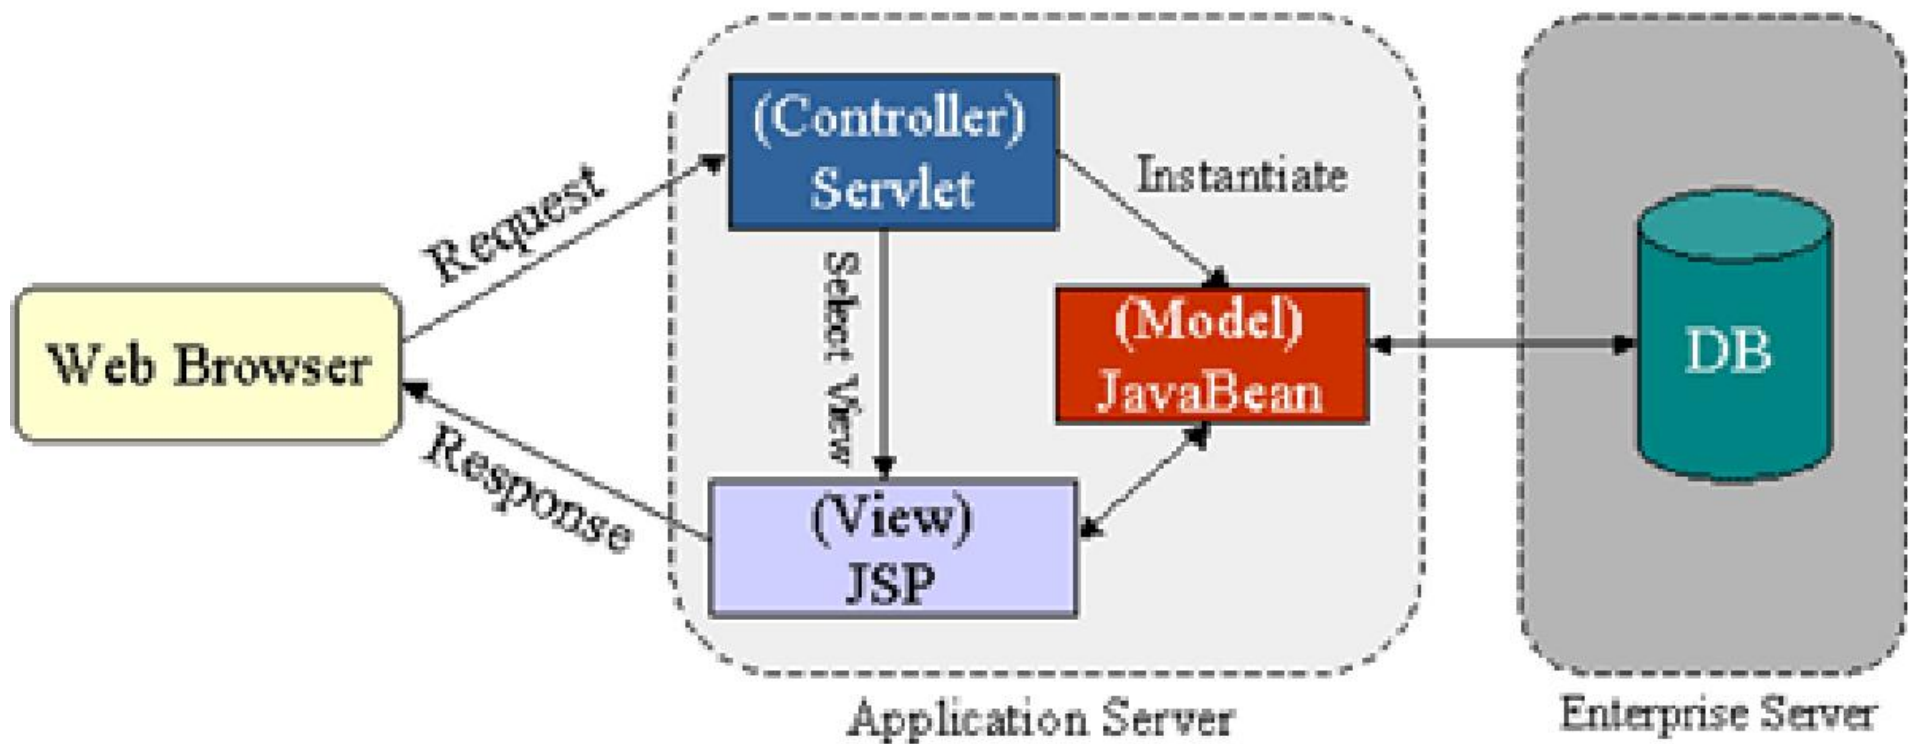 (Controller)
Servlet
Instantiate
Request
Select View
Web Browser
(Model)
JavaBean
DB
Response
(View)
JSP
Application Server
Enterprise Server